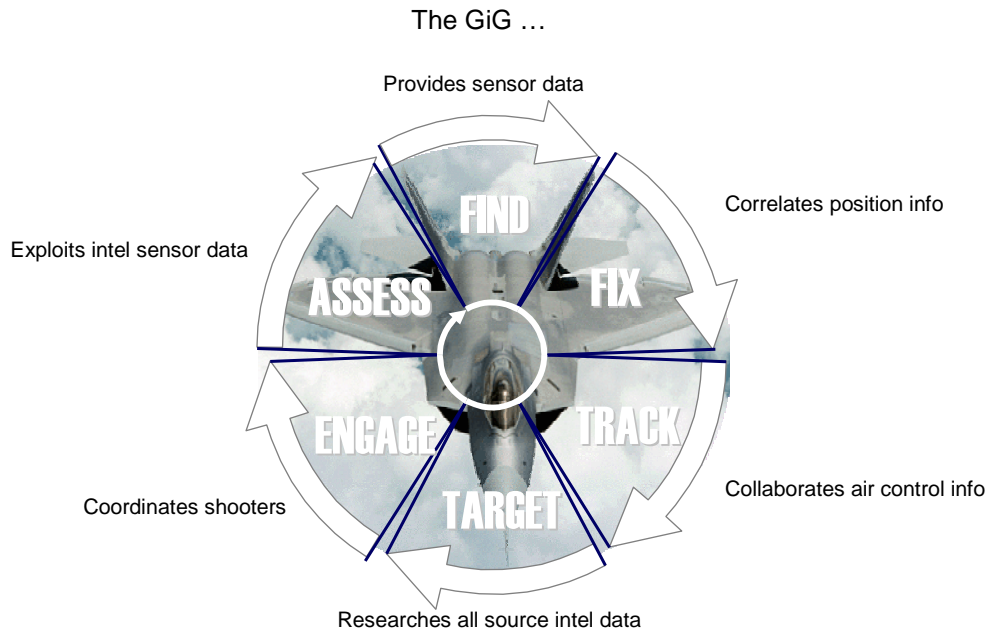 The GiG …
Provides sensor data
FIND
Correlates position info
FIX
Exploits intel sensor data
ASSESS
TRACK
ENGAGE
Collaborates air control info
Coordinates shooters
TARGET
Researches all source intel data